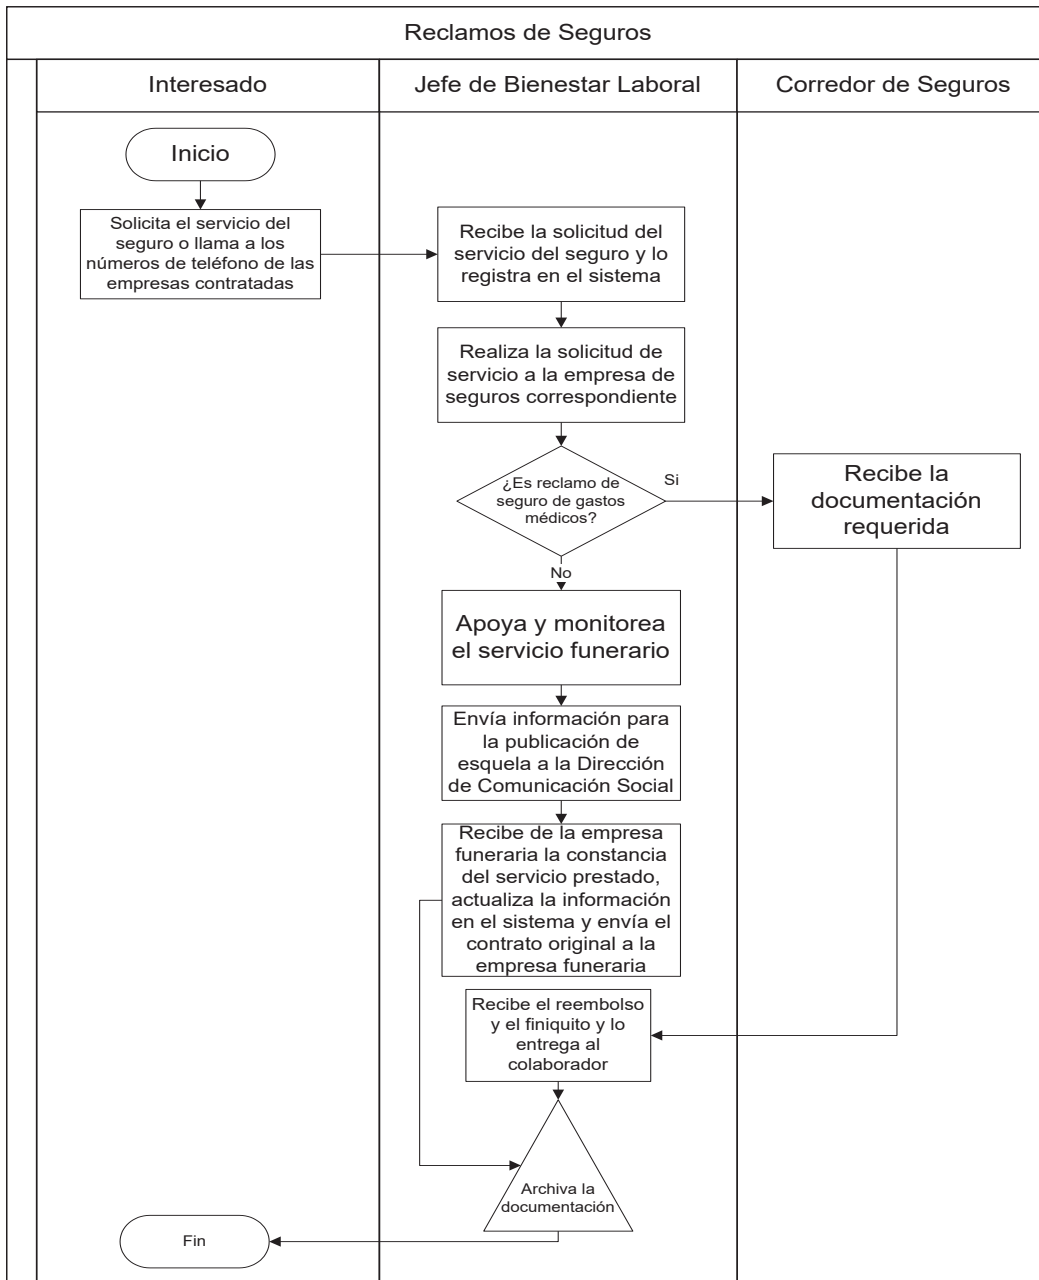 Reclamos de Seguros
Interesado
Jefe de Bienestar Laboral
Corredor de Seguros
Inicio
Solicita el servicio del
seguro o llama a los
números de teléfono de las
empresas contratadas
Recibe la solicitud del
servicio del seguro y lo
registra en el sistema
Realiza la solicitud de
servicio a la empresa de
seguros correspondiente
¿Es reclamo de
seguro de gastos
médicos?
Si
Recibe la
documentación
requerida
No
Apoya y monitorea
el servicio funerario
Envía información para
la publicación de
esquela a la Dirección
de Comunicación Social
Recibe de la empresa
funeraria la constancia
del servicio prestado,
actualiza la información
en el sistema y envía el
contrato original a la
empresa funeraria
Recibe el reembolso
y el finiquito y lo
entrega al
colaborador
Archiva la
documentación
Fin